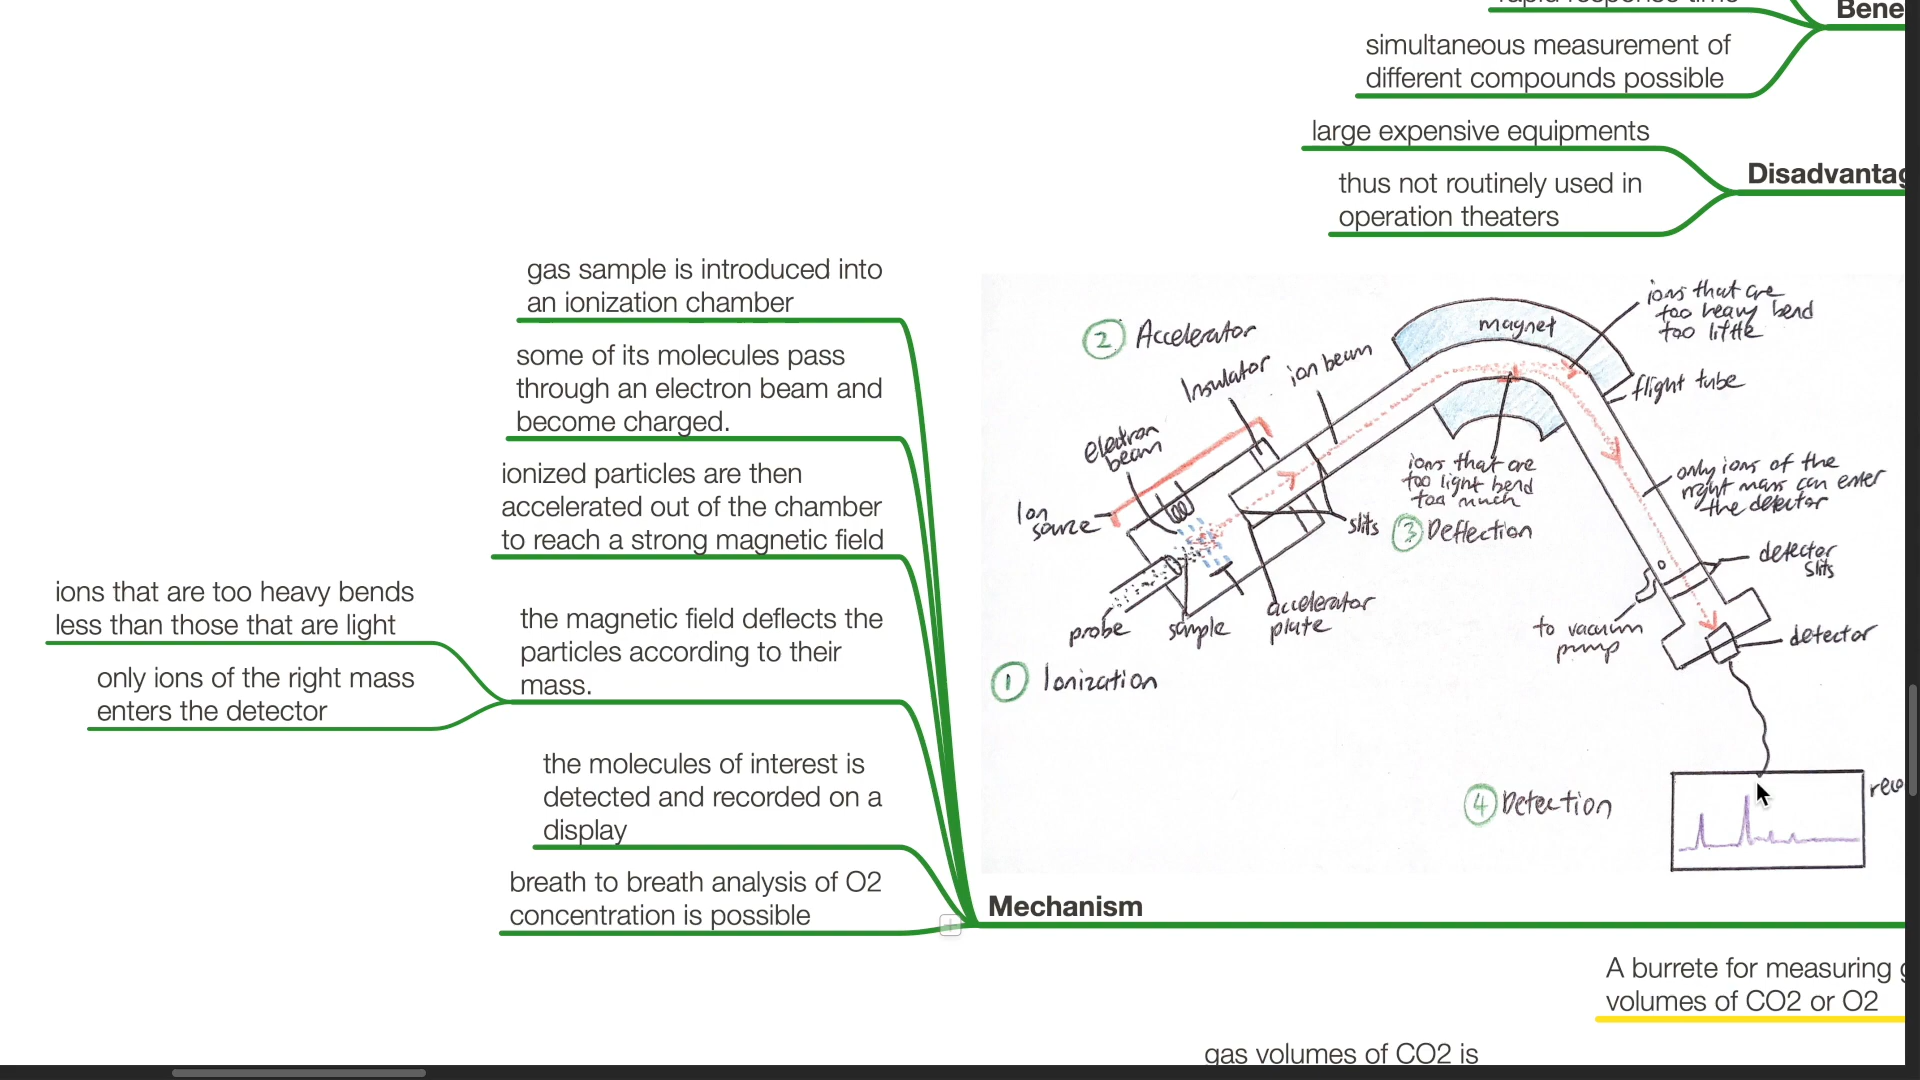 rapid response time
Bene
simultaneous measurement of
different compounds possible
large expensive equipments
Disadvantag
thus not routinely used in
operation theaters
gas sample is introduced into
an ionization chamber
some of its molecules pass
through an electron beam and
become charged.
ionized particles are then
accelerated out of the chamber
to reach a strong magnetic field
the magnetic field deflects the
particles according to their
mass.
ions that are too heavy bends
less than those that are light
only ions of the right mass
enters the detector
the molecules of interest is
detected and recorded on a
display
breath to breath analysis of O2
concentration is possible
2 Accelerator
Insulator
ion beam
magnet
ions that are
too heavy bend
too little
flight tube
electron
beam
Ion
source
ions that are
too light bend
too much
only ions of the
right mass can enter
the detector
slits
3 Deflection
detector
slits
probe
sample
accelerator
plate
to vacuum
pump
detector
1 Ionization
4 Detection
reco
Mechanism
A burrete for measuring g
volumes of CO2 or O2
gas volumes of CO2 is